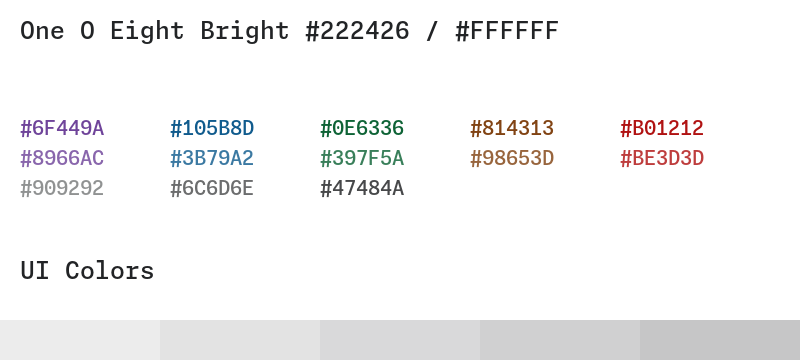 One O Eight Bright #222426 / #FFFFFF
#6F449A #105B8D #0E6336 #814313 #B01212
#8966AC #3B79A2 #397F5A #98653D #BE3D3D
#909292 #6C6D6E #47484A
UI Colors